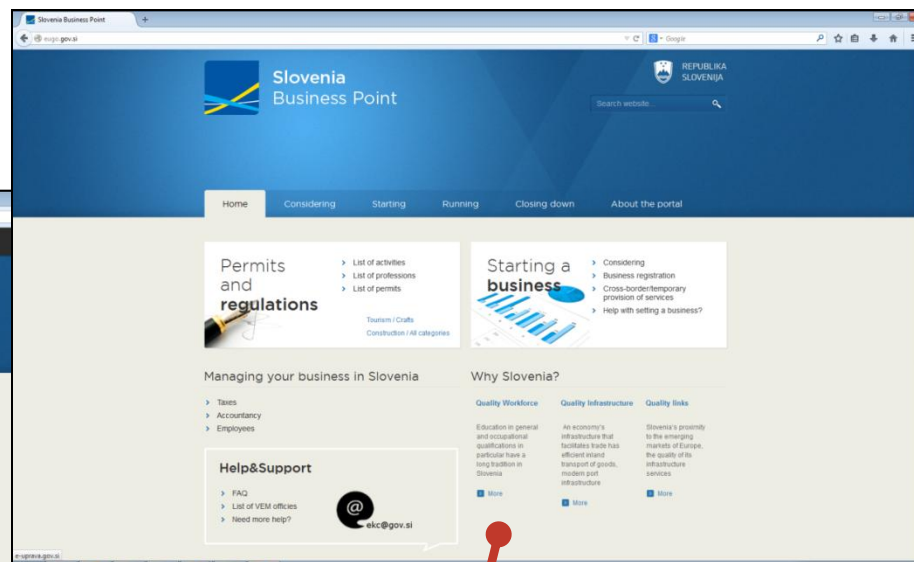 Slovenia Business Point
eugo.gov.si
Google
Slovenia
Business Point
REPUBLIKA
SLOVENIJA
Search website...
Home Considering Starting Running Closing down About the portal
Permits
and
regulations
List of activities
List of professions
List of permits
Tourism / Crafts
Construction / All categories
Starting a
business
Considering
Business registration
Cross-border/temporary
provision of services
Help with setting a business?
Managing your business in Slovenia
Taxes
Accountancy
Employees
Help&Support
FAQ
List of VEM officies
Need more help?
@
ekc@gov.si
Why Slovenia?
Quality Workforce
Education in general
and occupational
qualifications in
particular have a
long tradition in
Slovenia
More
Quality Infrastructure
An economy's
infrastructure that
facilitates trade has
efficient inland
transport of goods,
modern port
infrastructure
More
Quality links
Slovenia's proximity
to the emerging
markets of Europe,
the quality of its
infrastructure
services
More
e-uprava.gov.si